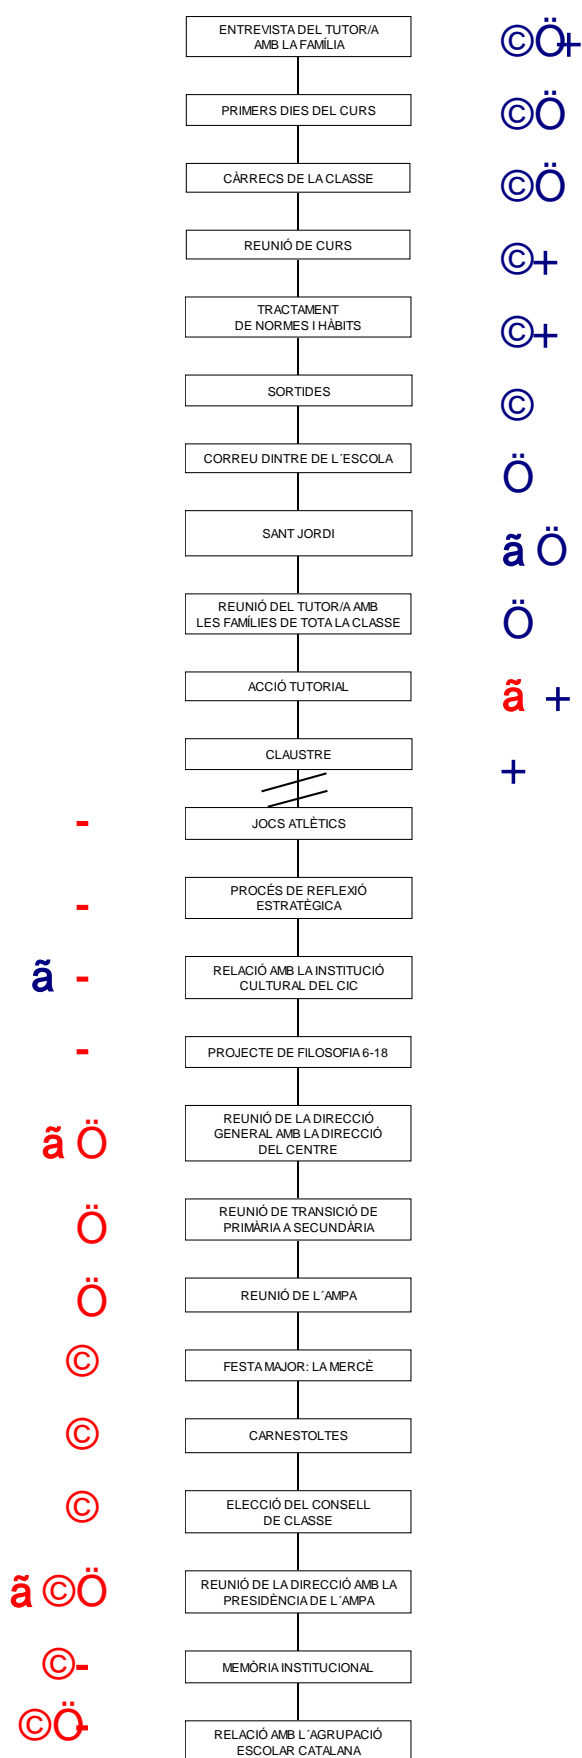 ENTREVISTA DEL TUTOR/A
AMB LA FAMÍLIA
©Ö+
PRIMERS DIES DEL CURS
©Ö
CÀRRECS DE LA CLASSE
©Ö
REUNIÓ DE CURS
©+
TRACTAMENT
DE NORMES I HÀBITS
©+
SORTIDES
©
CORREU DINTRE DE L´ESCOLA
Ö
SANT JORDI
ã Ö
REUNIÓ DEL TUTOR/A AMB
LES FAMÍLIES DE TOTA LA CLASSE
Ö
ACCIÓ TUTORIAL
ã +
CLAUSTRE
+
- JOCS ATLÈTICS
PROCÉS DE REFLEXIÓ
- ESTRATÈGICA
RELACIÓ AMB LA INSTITUCIÓ
ã - CULTURAL DEL CIC
- PROJECTE DE FILOSOFIA 6-18
REUNIÓ DE LA DIRECCIÓ
GENERAL AMB LA DIRECCIÓ
ã Ö DEL CENTRE
REUNIÓ DE TRANSICIÓ DE
Ö PRIMÀRIA A SECUNDÀRIA
Ö REUNIÓ DE L´AMPA
© FESTA MAJOR: LA MERCÈ
© CARNESTOLTES
ELECCIÓ DEL CONSELL
© DE CLASSE
REUNIÓ DE LA DIRECCIÓ AMB LA
ã ©Ö PRESIDÈNCIA DE L´AMPA
©- MEMÒRIA INSTITUCIONAL
©Ö- RELACIÓ AMB L´AGRUPACIÓ
ESCOLAR CATALANA